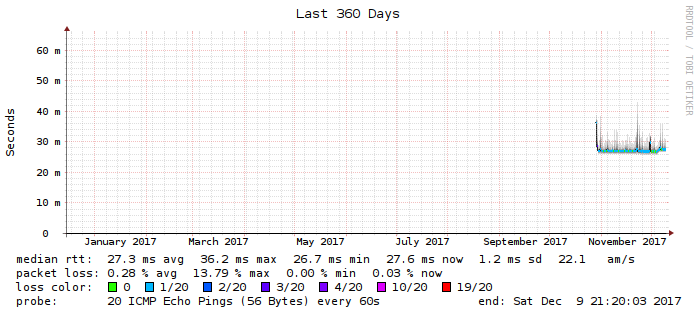 Last 360 Days
RRDTOOL / TOBI OETIKER
Seconds
60 m
50 m
40 m
30 m
20 m
10 m
0
January 2017 March 2017 May 2017 July 2017 September 2017 November 2017
median rtt: 27.3 ms avg 36.2 ms max 26.7 ms min 27.6 ms now 1.2 ms sd 22.1 am/s
packet loss: 0.28 % avg 13.79 % max 0.00 % min 0.03 % now
loss color: 0 1/20 2/20 3/20 4/20 10/20 19/20
probe: 20 ICMP Echo Pings (56 Bytes) every 60s end: Sat Dec 9 21:20:03 2017